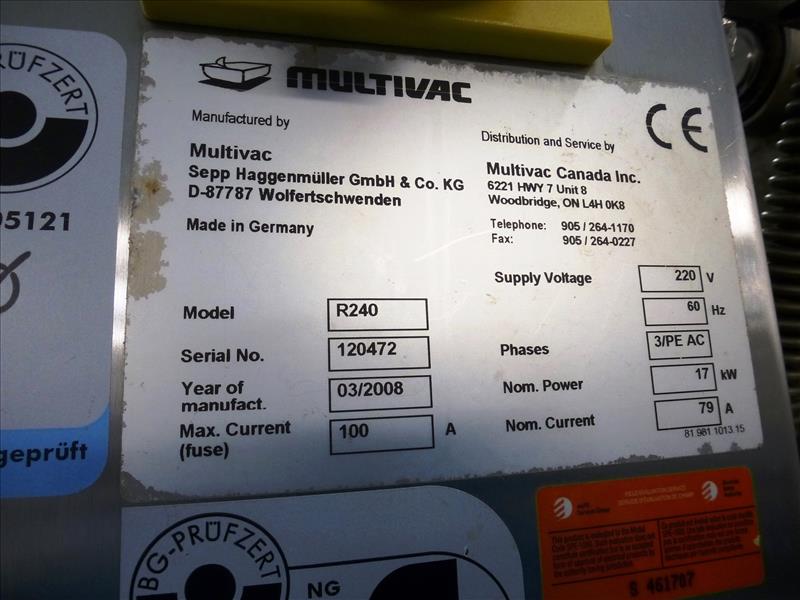 PRÜFZERT
05121
geprüft
MULTIVAC
CE
Manufactured by
Multivac
Sepp Haggenmüller GmbH & Co. KG
D-87787 Wolfertschwenden
Made in Germany
Distribution and Service by
Multivac Canada Inc.
6221 HWY 7 Unit 8
Woodbridge, ON L4H 0K8
Telephone: 905 / 264-1170
Fax: 905 / 264-0227
Supply Voltage 220 V
60 Hz
Phases 3/PE AC
Nom. Power 17 kW
Nom. Current 79 A
81.981.1013.15
Model R240
Serial No. 120472
Year of
manufact. 03/2008
Max. Current
(fuse) 100 A
BG-PRÜFZERT
NG
FIELD EVALUATION SERVICE
S 461707